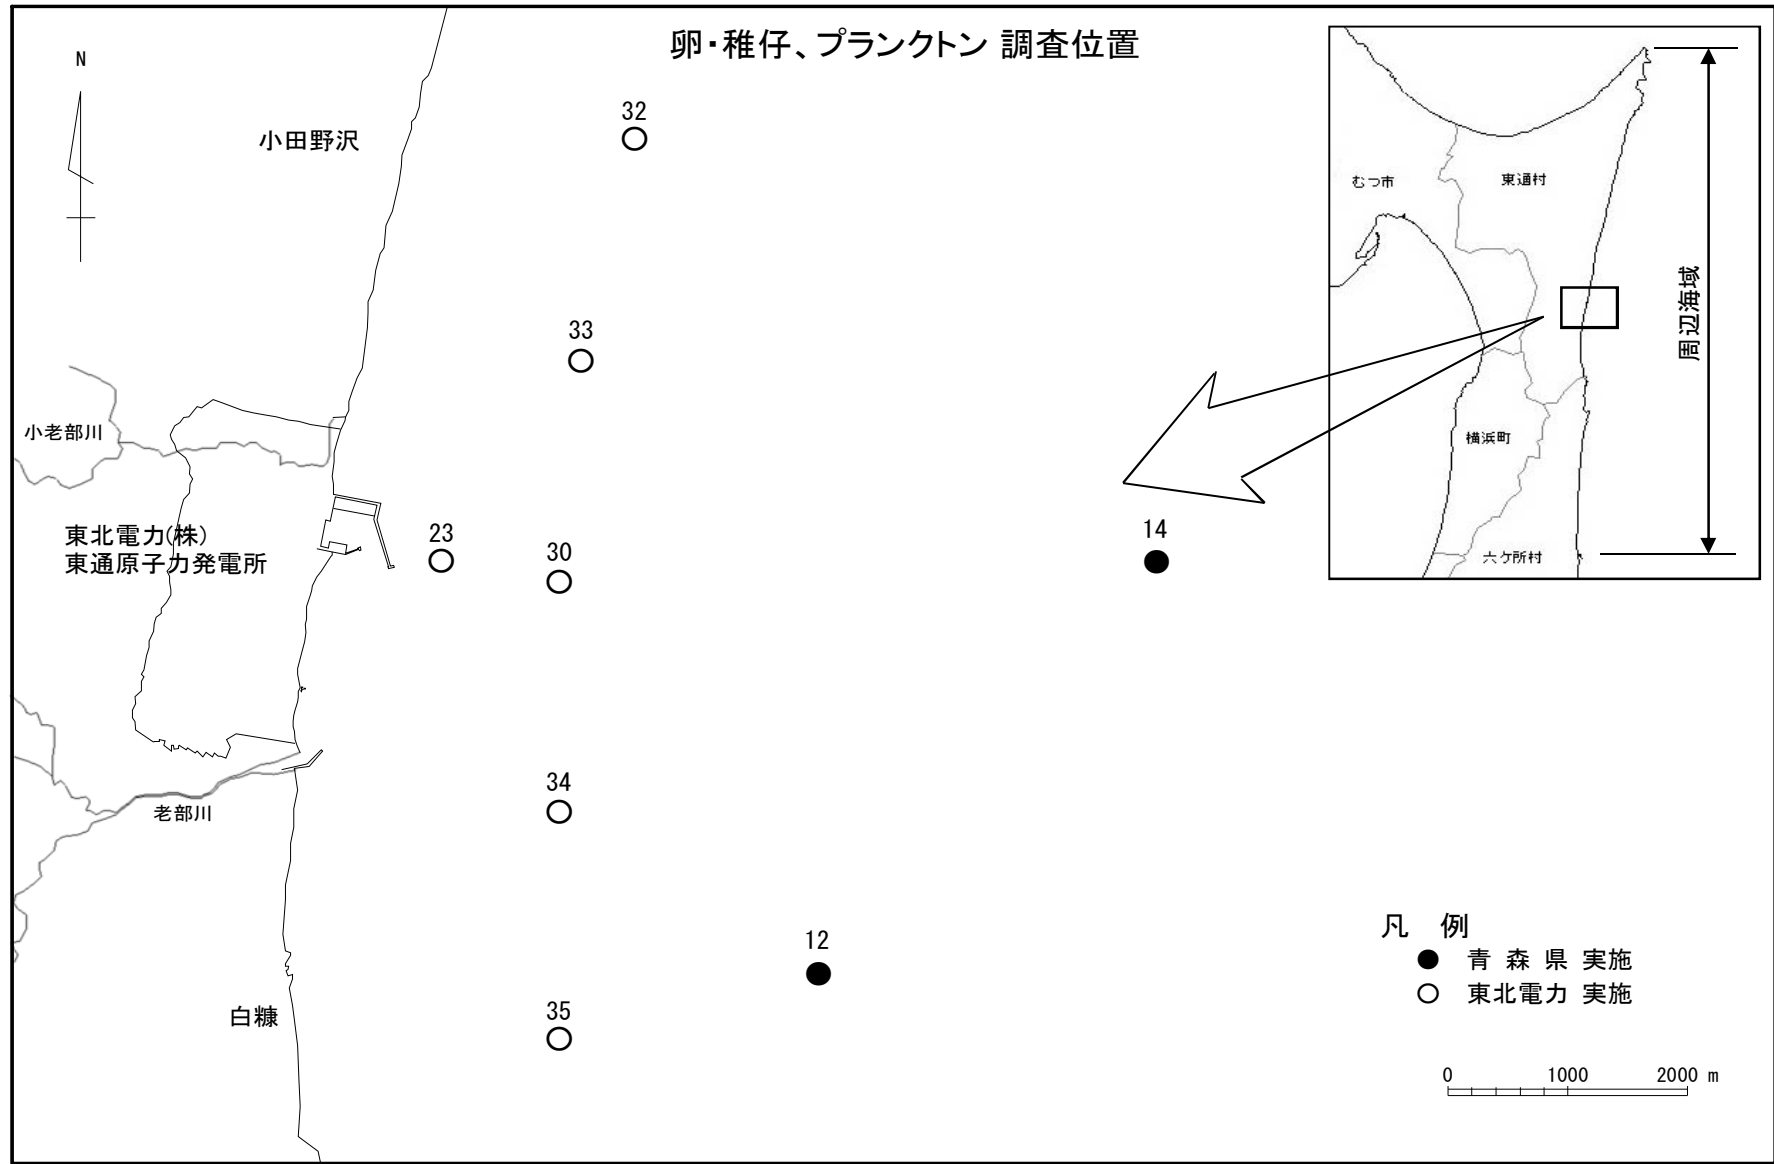 卵・稚仔、プランクトン 調査位置
N
小田野沢
32
33
小老部川
東北電力(株)
東通原子力発電所
23
30
14
34
老部川
12
35
白糠
むつ市
東通村
横浜町
六ケ所村
周辺海域
凡 例
● 青 森 県 実施
○ 東北電力 実施
0 1000 2000 m